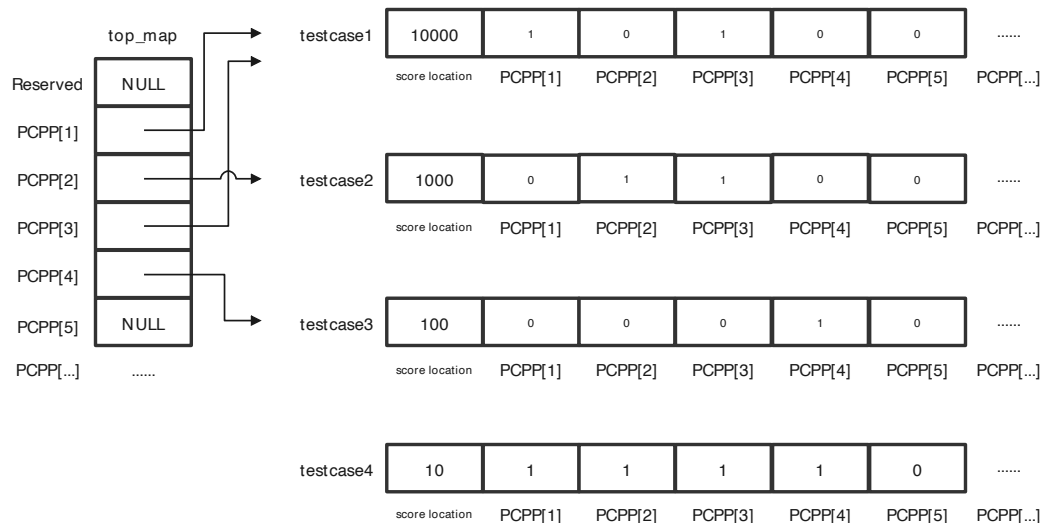 top_map
Reserved NULL
PCPP[1]
PCPP[2]
PCPP[3]
PCPP[4]
PCPP[5] NULL
PCPP[...] ......
testcase1 10000 1 0 1 0 0 ......
score location PCPP[1] PCPP[2] PCPP[3] PCPP[4] PCPP[5] PCPP[...]
testcase2 1000 0 1 1 0 0 ......
score location PCPP[1] PCPP[2] PCPP[3] PCPP[4] PCPP[5] PCPP[...]
testcase3 100 0 0 0 1 0 ......
score location PCPP[1] PCPP[2] PCPP[3] PCPP[4] PCPP[5] PCPP[...]
testcase4 10 1 1 1 1 0 ......
score location PCPP[1] PCPP[2] PCPP[3] PCPP[4] PCPP[5] PCPP[...]